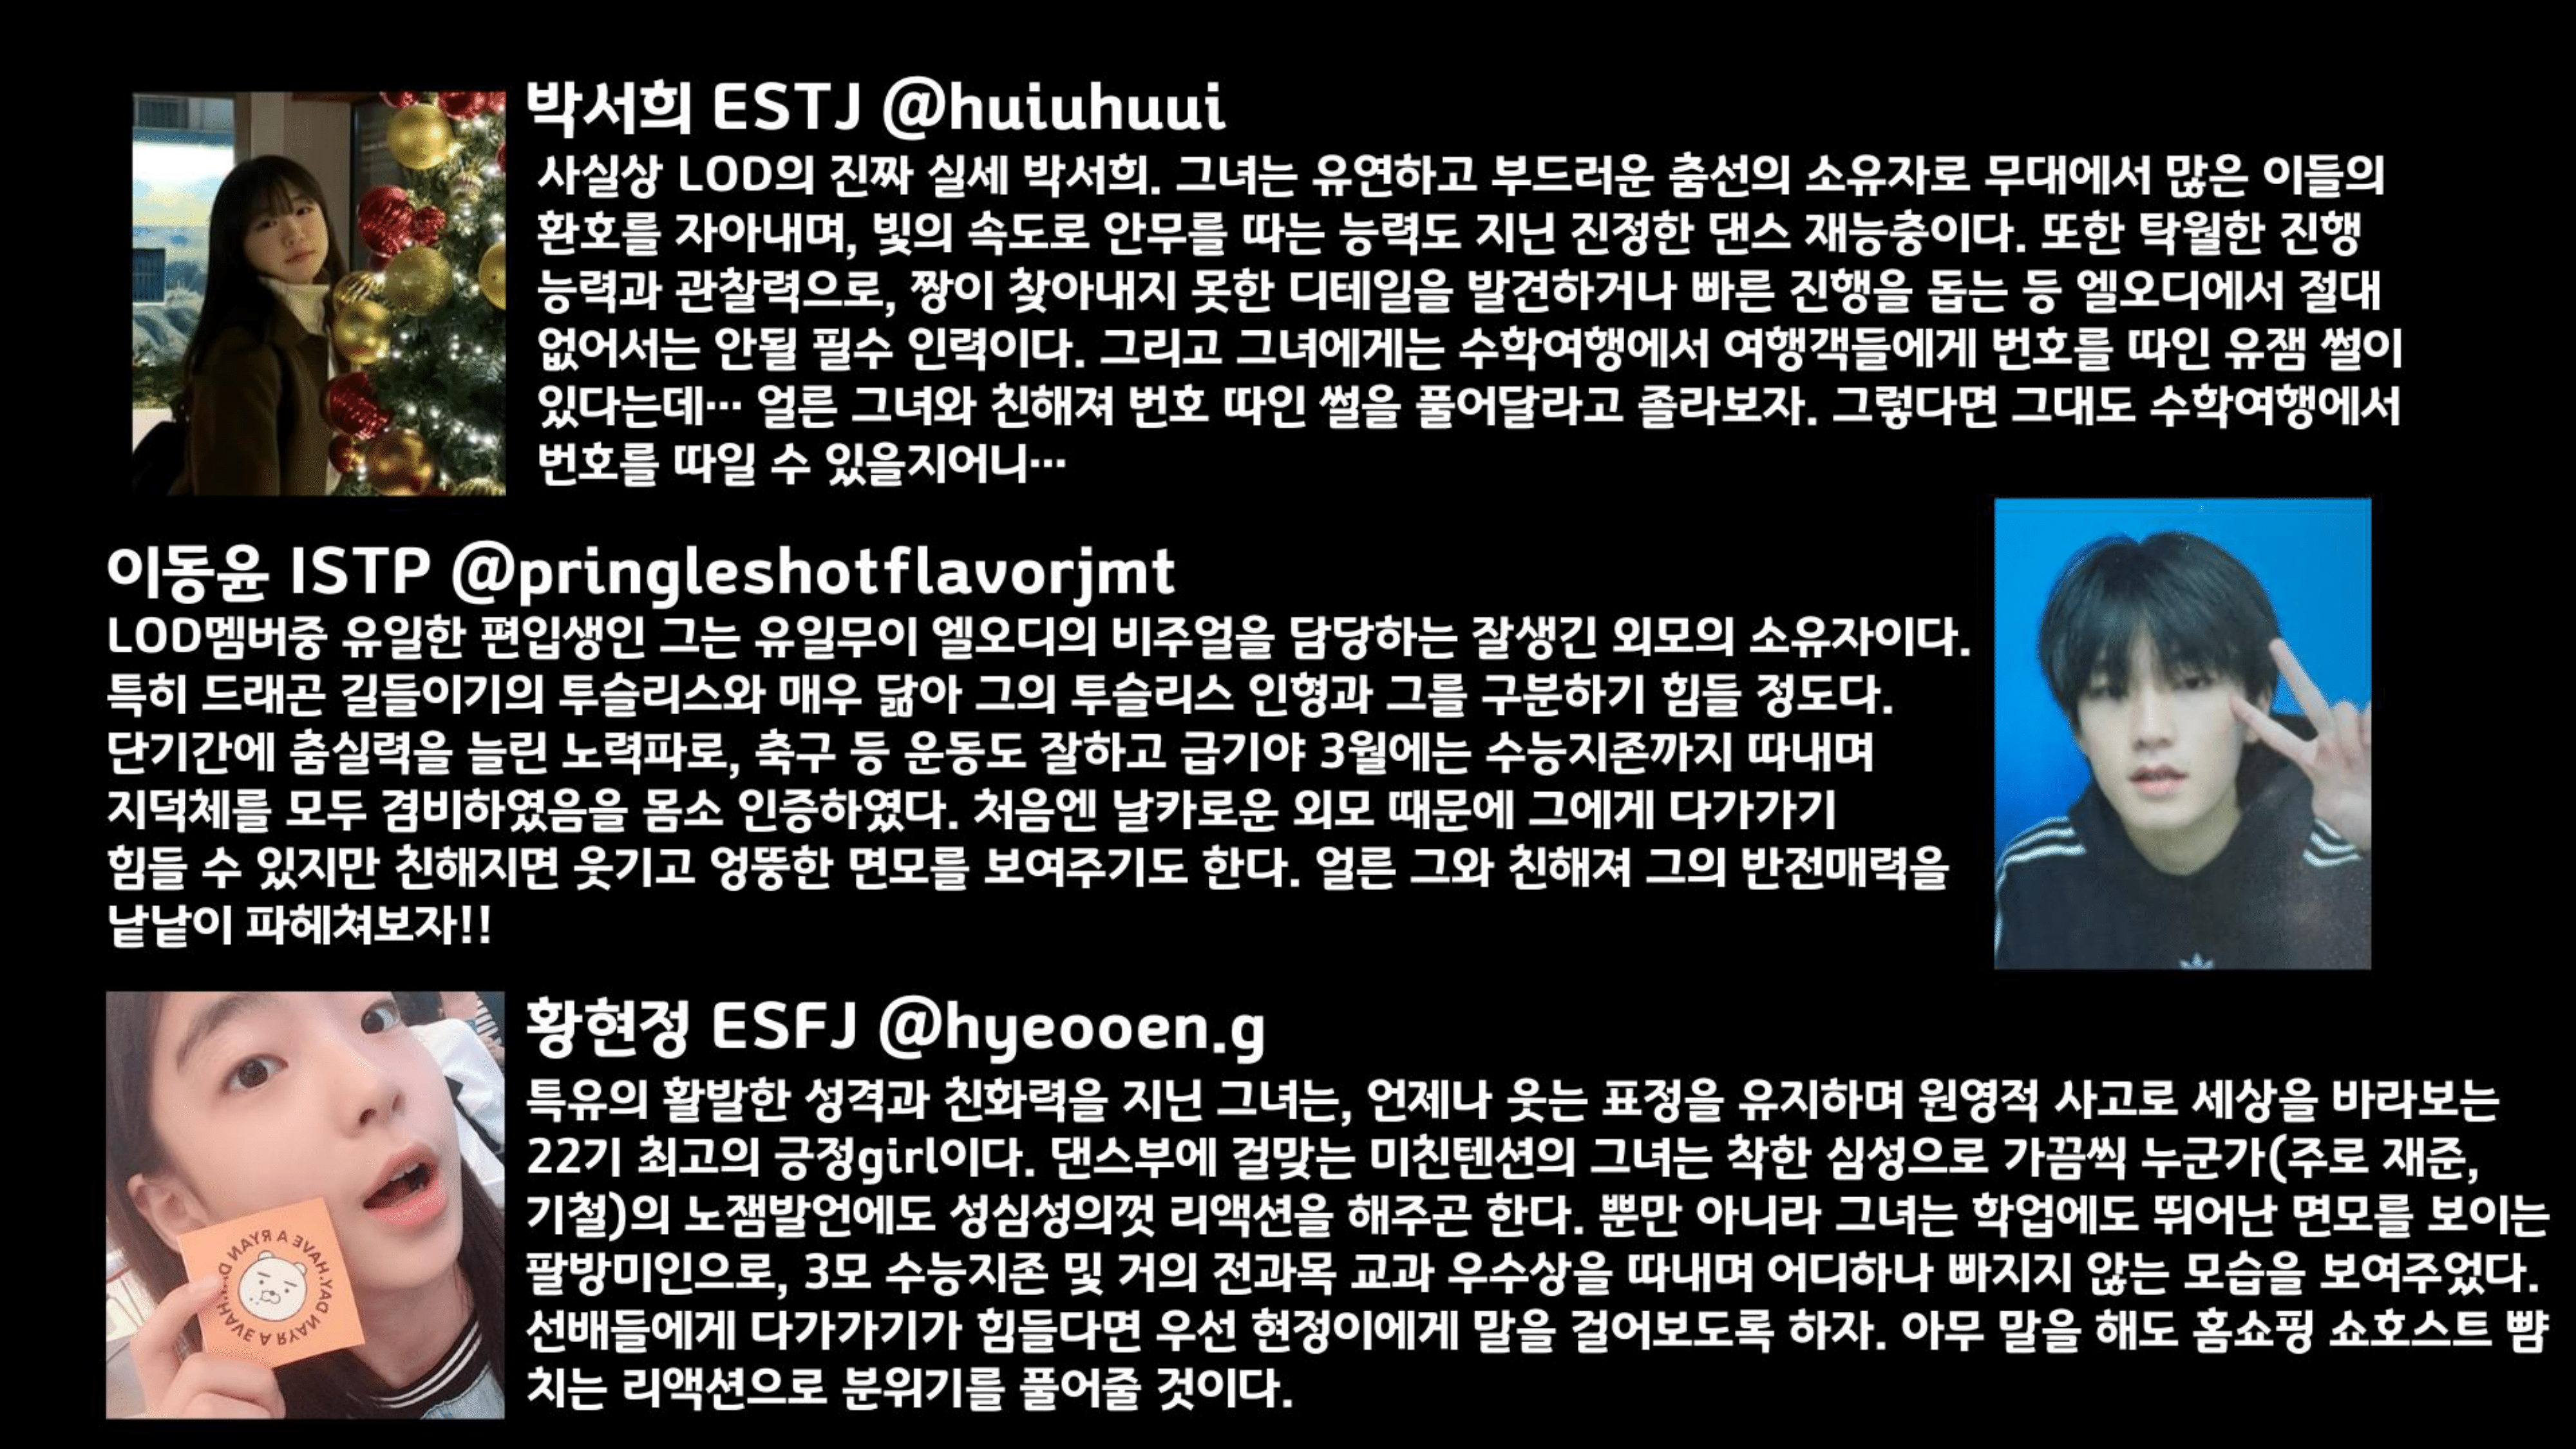 박서희 ESTJ @huiuhuui
사실상 LOD의 진짜 실세 박서희. 그녀는 유연하고 부드러운 춤선의 소유자로 무대에서 많은 이들의
환호를 자아내며, 빛의 속도로 안무를 따는 능력도 지닌 진정한 댄스 재능충이다. 또한 탁월한 진행
능력과 관찰력으로, 짱이 찾아내지 못한 디테일을 발견하거나 빠른 진행을 돕는 등 엘오디에서 절대
없어서는 안될 필수 인력이다. 그리고 그녀에게는 수학여행에서 여행객들에게 번호를 따인 유잼 썰이
있다는데… 얼른 그녀와 친해져 번호 따인 썰을 풀어달라고 졸라보자. 그렇다면 그대도 수학여행에서
번호를 따일 수 있을지어니…
이동윤 ISTP @pringleshotflavorjmt
LOD멤버중 유일한 편입생인 그는 유일무이 엘오디의 비주얼을 담당하는 잘생긴 외모의 소유자이다.
특히 드래곤 길들이기의 투슬리스와 매우 닮아 그의 투슬리스 인형과 그를 구분하기 힘들 정도다.
단기간에 춤실력을 늘린 노력파로, 축구 등 운동도 잘하고 급기야 3월에는 수능지존까지 따내며
지덕체를 모두 겸비하였음을 몸소 인증하였다. 처음엔 날카로운 외모 때문에 그에게 다가가기
힘들 수 있지만 친해지면 웃기고 엉뚱한 면모를 보여주기도 한다. 얼른 그와 친해져 그의 반전매력을
낱낱이 파헤쳐보자!!
황현정 ESFJ @hyeooen.g
특유의 활발한 성격과 친화력을 지닌 그녀는, 언제나 웃는 표정을 유지하며 원영적 사고로 세상을 바라보는
22기 최고의 긍정girl이다. 댄스부에 걸맞는 미친텐션의 그녀는 착한 심성으로 가끔씩 누군가(주로 재준,
기철)의 노잼발언에도 성심성의껏 리액션을 해주곤 한다. 뿐만 아니라 그녀는 학업에도 뛰어난 면모를 보이는
팔방미인으로, 3모 수능지존 및 거의 전과목 교과 우수상을 따내며 어디하나 빠지지 않는 모습을 보여주었다.
선배들에게 다가가기가 힘들다면 우선 현정이에게 말을 걸어보도록 하자. 아무 말을 해도 홈쇼핑 쇼호스트 뺨
치는 리액션으로 분위기를 풀어줄 것이다.
HAVE A RYAN DAY.
HAVE A RYAN D